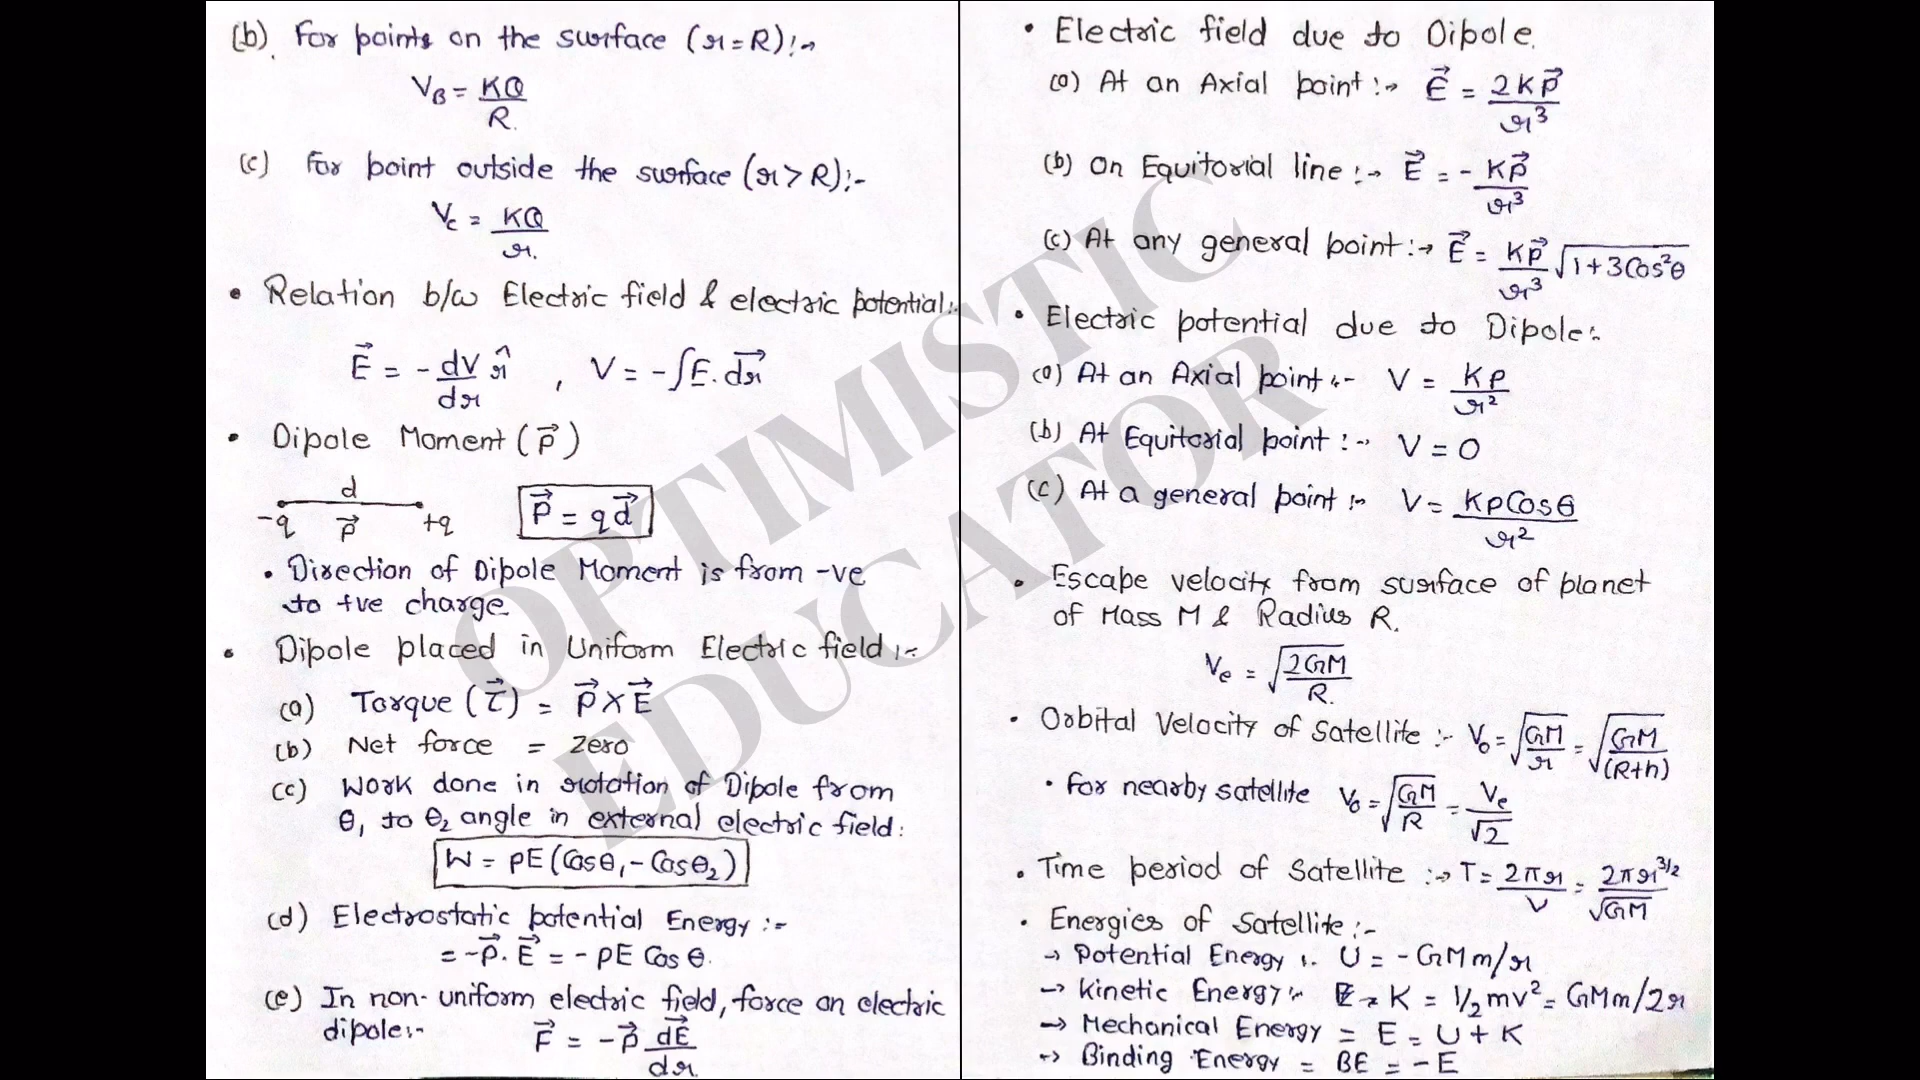 (b). For points on the surface (r=R):→
V_B = KQ/R.
(c) For point outside the surface (r > R):-
V_c = KQ/r.
• Relation b/w Electric field & electric potential:-
E⃗ = - dV/dr r̂ , V = -∫E.dr⃗
• Dipole Moment (P⃗)
d
-q P⃗ +q P⃗ = qd⃗
• Direction of Dipole Moment is from -ve
to +ve charge
• Dipole placed in Uniform Electric field :-
(a) Torque (τ⃗) = P⃗ X E⃗
(b) Net force = Zero
(c) Work done in rotation of Dipole from
θ₁ to θ₂ angle in external electric field:
W = PE (Cosθ₁ - Cosθ₂)
(d) Electrostatic potential Energy :-
= -P⃗. E⃗ = - PE Cos θ.
(e) In non-uniform electric field, force on electric
dipole:- F⃗ = -P⃗ dE⃗/dr
• Electric field due to Dipole.
(a) At an Axial point :→ E⃗ = 2KP⃗/r³
(b) On Equitorial line :→ E⃗ = - KP⃗/r³
(c) At any general point :→ E⃗ = KP⃗/r³ √1+3Cos²θ
• Electric potential due to Dipole:-
(a) At an Axial point :- V = KP/r²
(b) At Equitorial point :- V = 0
(c) At a general point :- V = KPCosθ/r²
• Escape velocity from surface of planet
of Mass M & Radius R.
Ve = √2GM/R.
• Orbital Velocity of Satellite :- Vo = √GM/r = √GM/(R+h)
• For nearby satellite Vo = √GM/R = Ve/√2
• Time period of Satellite :→ T = 2πr/V = 2πr^3/2/√GM
• Energies of Satellite :-
→ Potential Energy :- U = -GMm/r
→ Kinetic Energy :- K = 1/2 mv² = GMm/2r
→ Mechanical Energy = E = U + K
→ Binding Energy = BE = -E
OPTIMISTIC
EDUCATOR